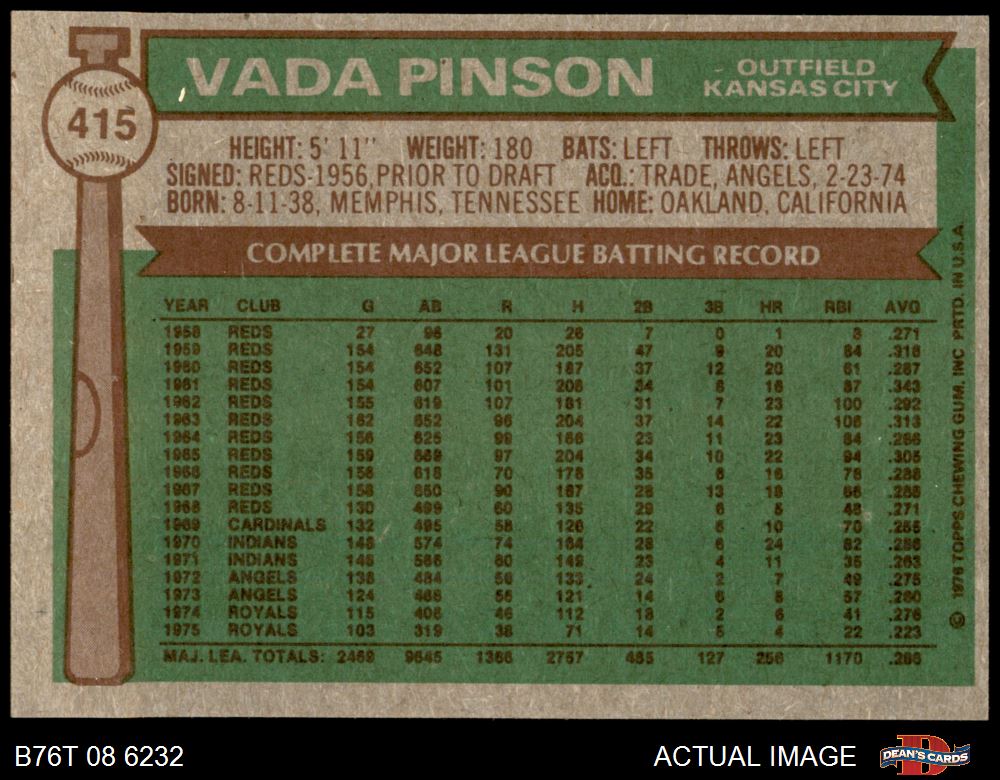 VADA PINSON
OUTFIELD
KANSAS CITY
415
HEIGHT: 5' 11" WEIGHT: 180 BATS: LEFT THROWS: LEFT
SIGNED: REDS-1956, PRIOR TO DRAFT ACQ.: TRADE, ANGELS, 2-23-74
BORN: 8-11-38, MEMPHIS, TENNESSEE HOME: OAKLAND, CALIFORNIA
COMPLETE MAJOR LEAGUE BATTING RECORD
YEAR CLUB G AB R H 2B 3B HR RBI AVG
1958 REDS 27 96 20 26 7 0 1 8 .271
1959 REDS 154 648 131 205 47 9 20 84 .316
1960 REDS 154 652 107 187 37 12 20 61 .287
1961 REDS 154 607 101 208 34 8 16 87 .343
1962 REDS 155 619 107 181 31 7 23 100 .292
1963 REDS 162 652 96 204 37 14 22 106 .313
1964 REDS 156 625 99 166 23 11 23 84 .266
1965 REDS 159 669 97 204 34 10 22 94 .305
1966 REDS 156 618 70 178 35 6 16 76 .288
1967 REDS 158 650 90 187 28 13 18 66 .288
1968 REDS 130 499 60 135 29 6 5 48 .271
1969 CARDINALS 132 495 58 126 22 6 10 70 .255
1970 INDIANS 148 574 74 164 28 6 24 82 .286
1971 INDIANS 146 566 60 149 23 4 11 35 .263
1972 ANGELS 136 484 56 133 24 2 7 49 .275
1973 ANGELS 124 466 56 121 14 6 8 57 .260
1974 ROYALS 115 406 46 112 18 2 6 41 .276
1975 ROYALS 103 319 38 71 14 5 4 22 .223
MAJ. LEA. TOTALS: 2469 9645 1366 2757 485 127 256 1170 .286
© 1976 TOPPS CHEWING GUM, INC PRTD. IN U.S.A.
B76T 08 6232
ACTUAL IMAGE
DEAN'S CARDS